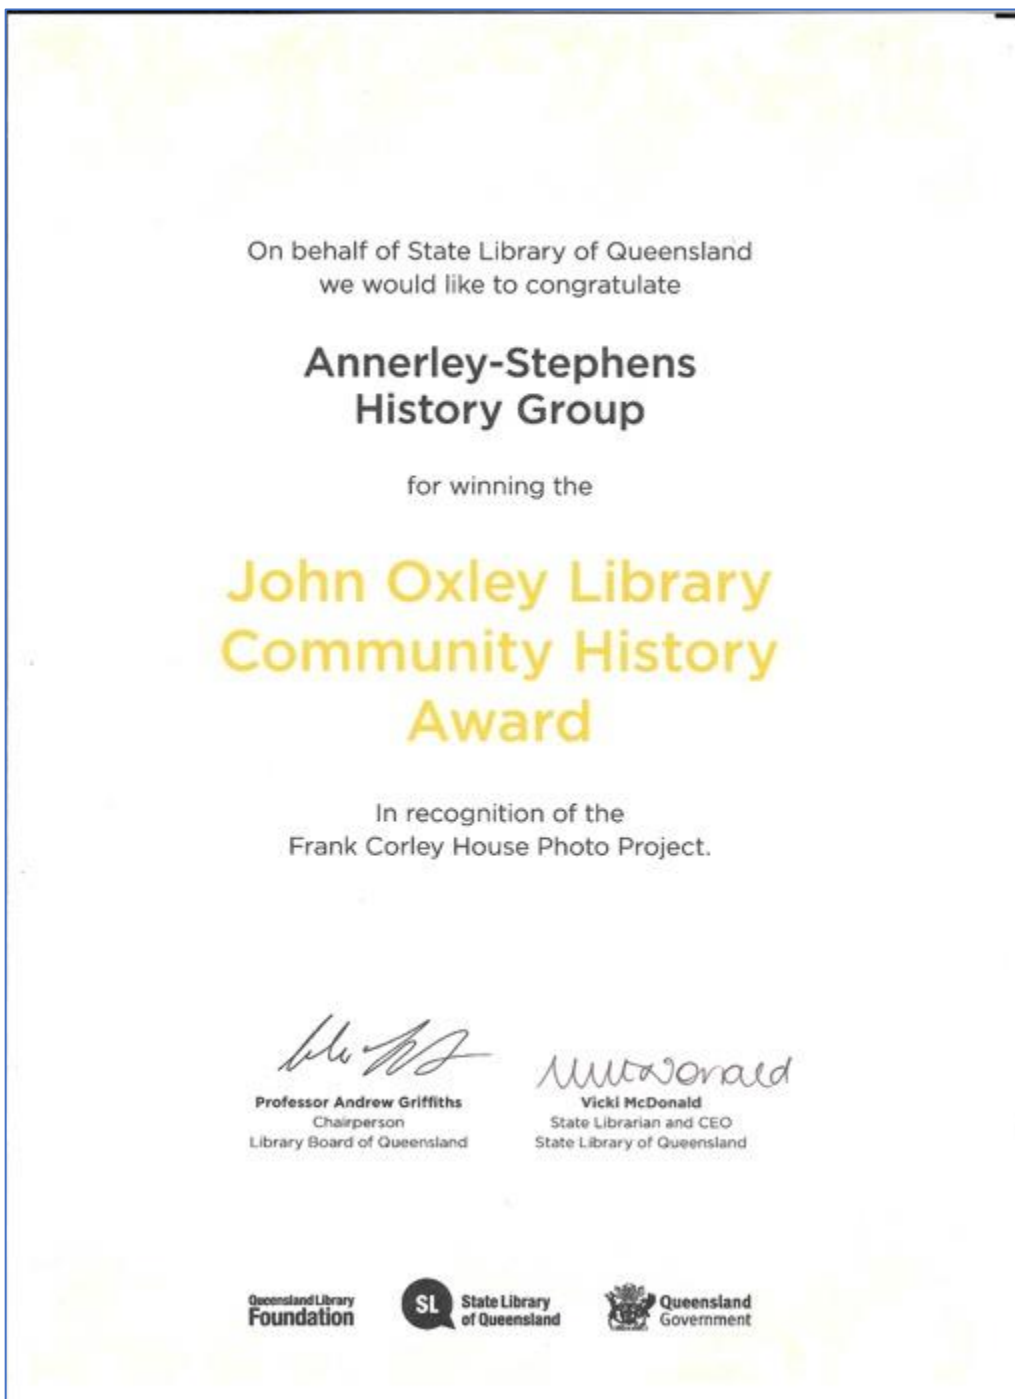 On behalf of State Library of Queensland
we would like to congratulate
Annerley-Stephens
History Group
for winning the
John Oxley Library
Community History
Award
In recognition of the
Frank Corley House Photo Project.
Professor Andrew Griffiths
Chairperson
Library Board of Queensland
McDonald
Vicki McDonald
State Librarian and CEO
State Library of Queensland
Queensland Library
Foundation
SL
State Library
of Queensland
Queensland
Government